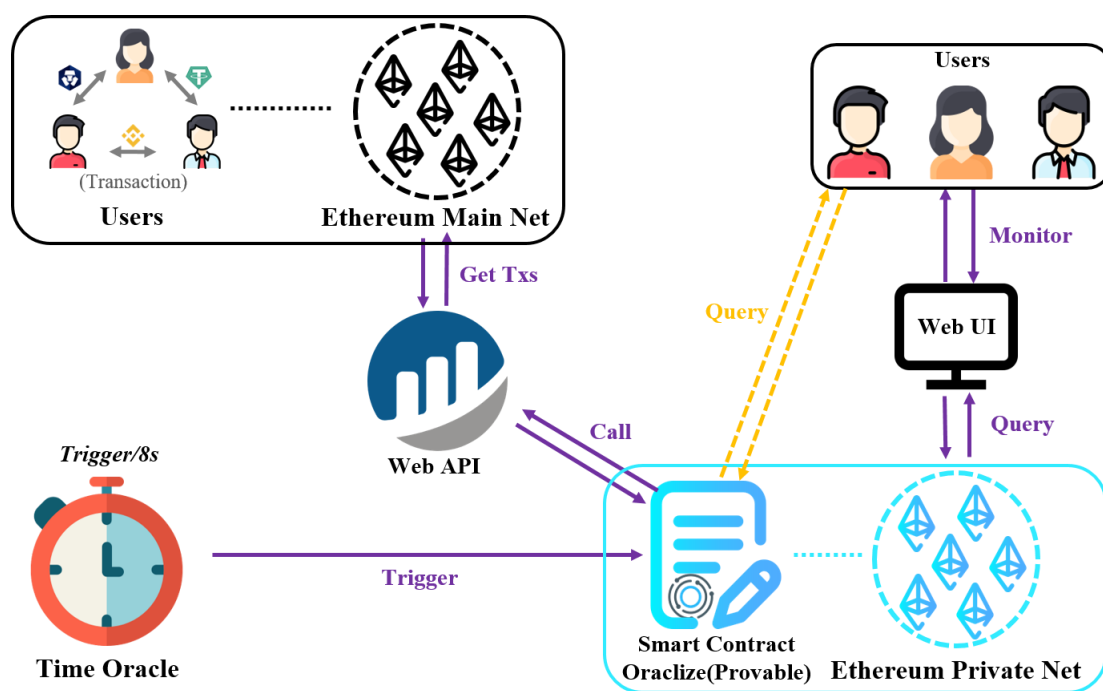 (Transaction)
Users
Ethereum Main Net
Users
Get Txs
Monitor
Query
Web UI
Trigger/8s
Web API
Call
Query
Trigger
Time Oracle
Smart Contract
Oraclize(Provable)
Ethereum Private Net